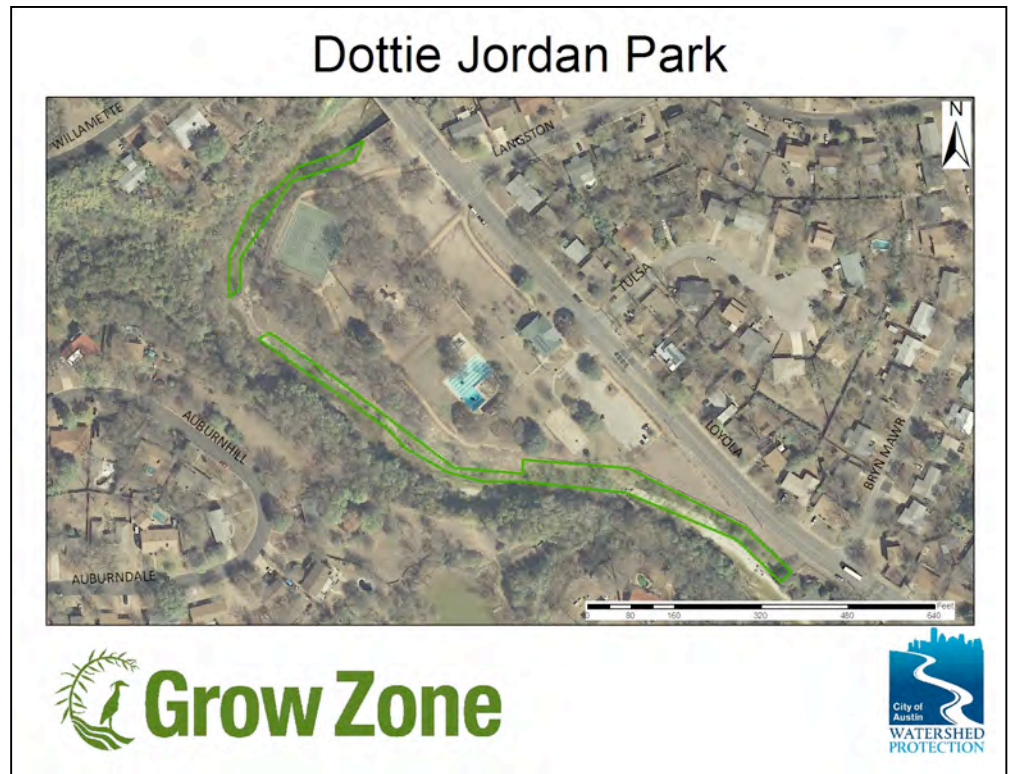 Dottie Jordan Park
WILLAMETTE
LANGSTON
N
TULSA
LOYOLA
BRYN MAWR
AUBURNHILL
AUBURNDALE
Feet
0 80 160 320 480 640
Grow Zone
City of
Austin
WATERSHED
PROTECTION